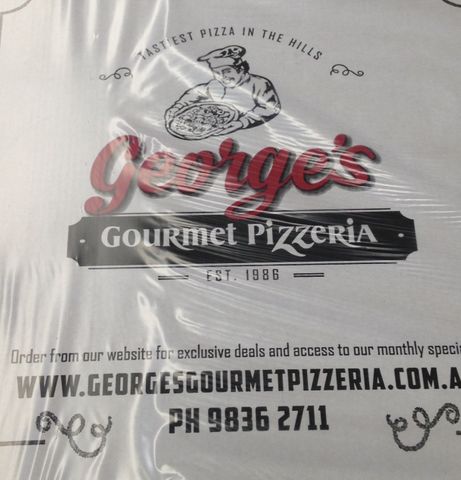 TASTIEST PIZZA IN THE HILLS
George's
GOURMET PIZZERIA
EST. 1986
Order from our website for exclusive deals and access to our monthly speci
WWW.GEORGESGOURMETPIZZERIA.COM.A
PH 9836 2711